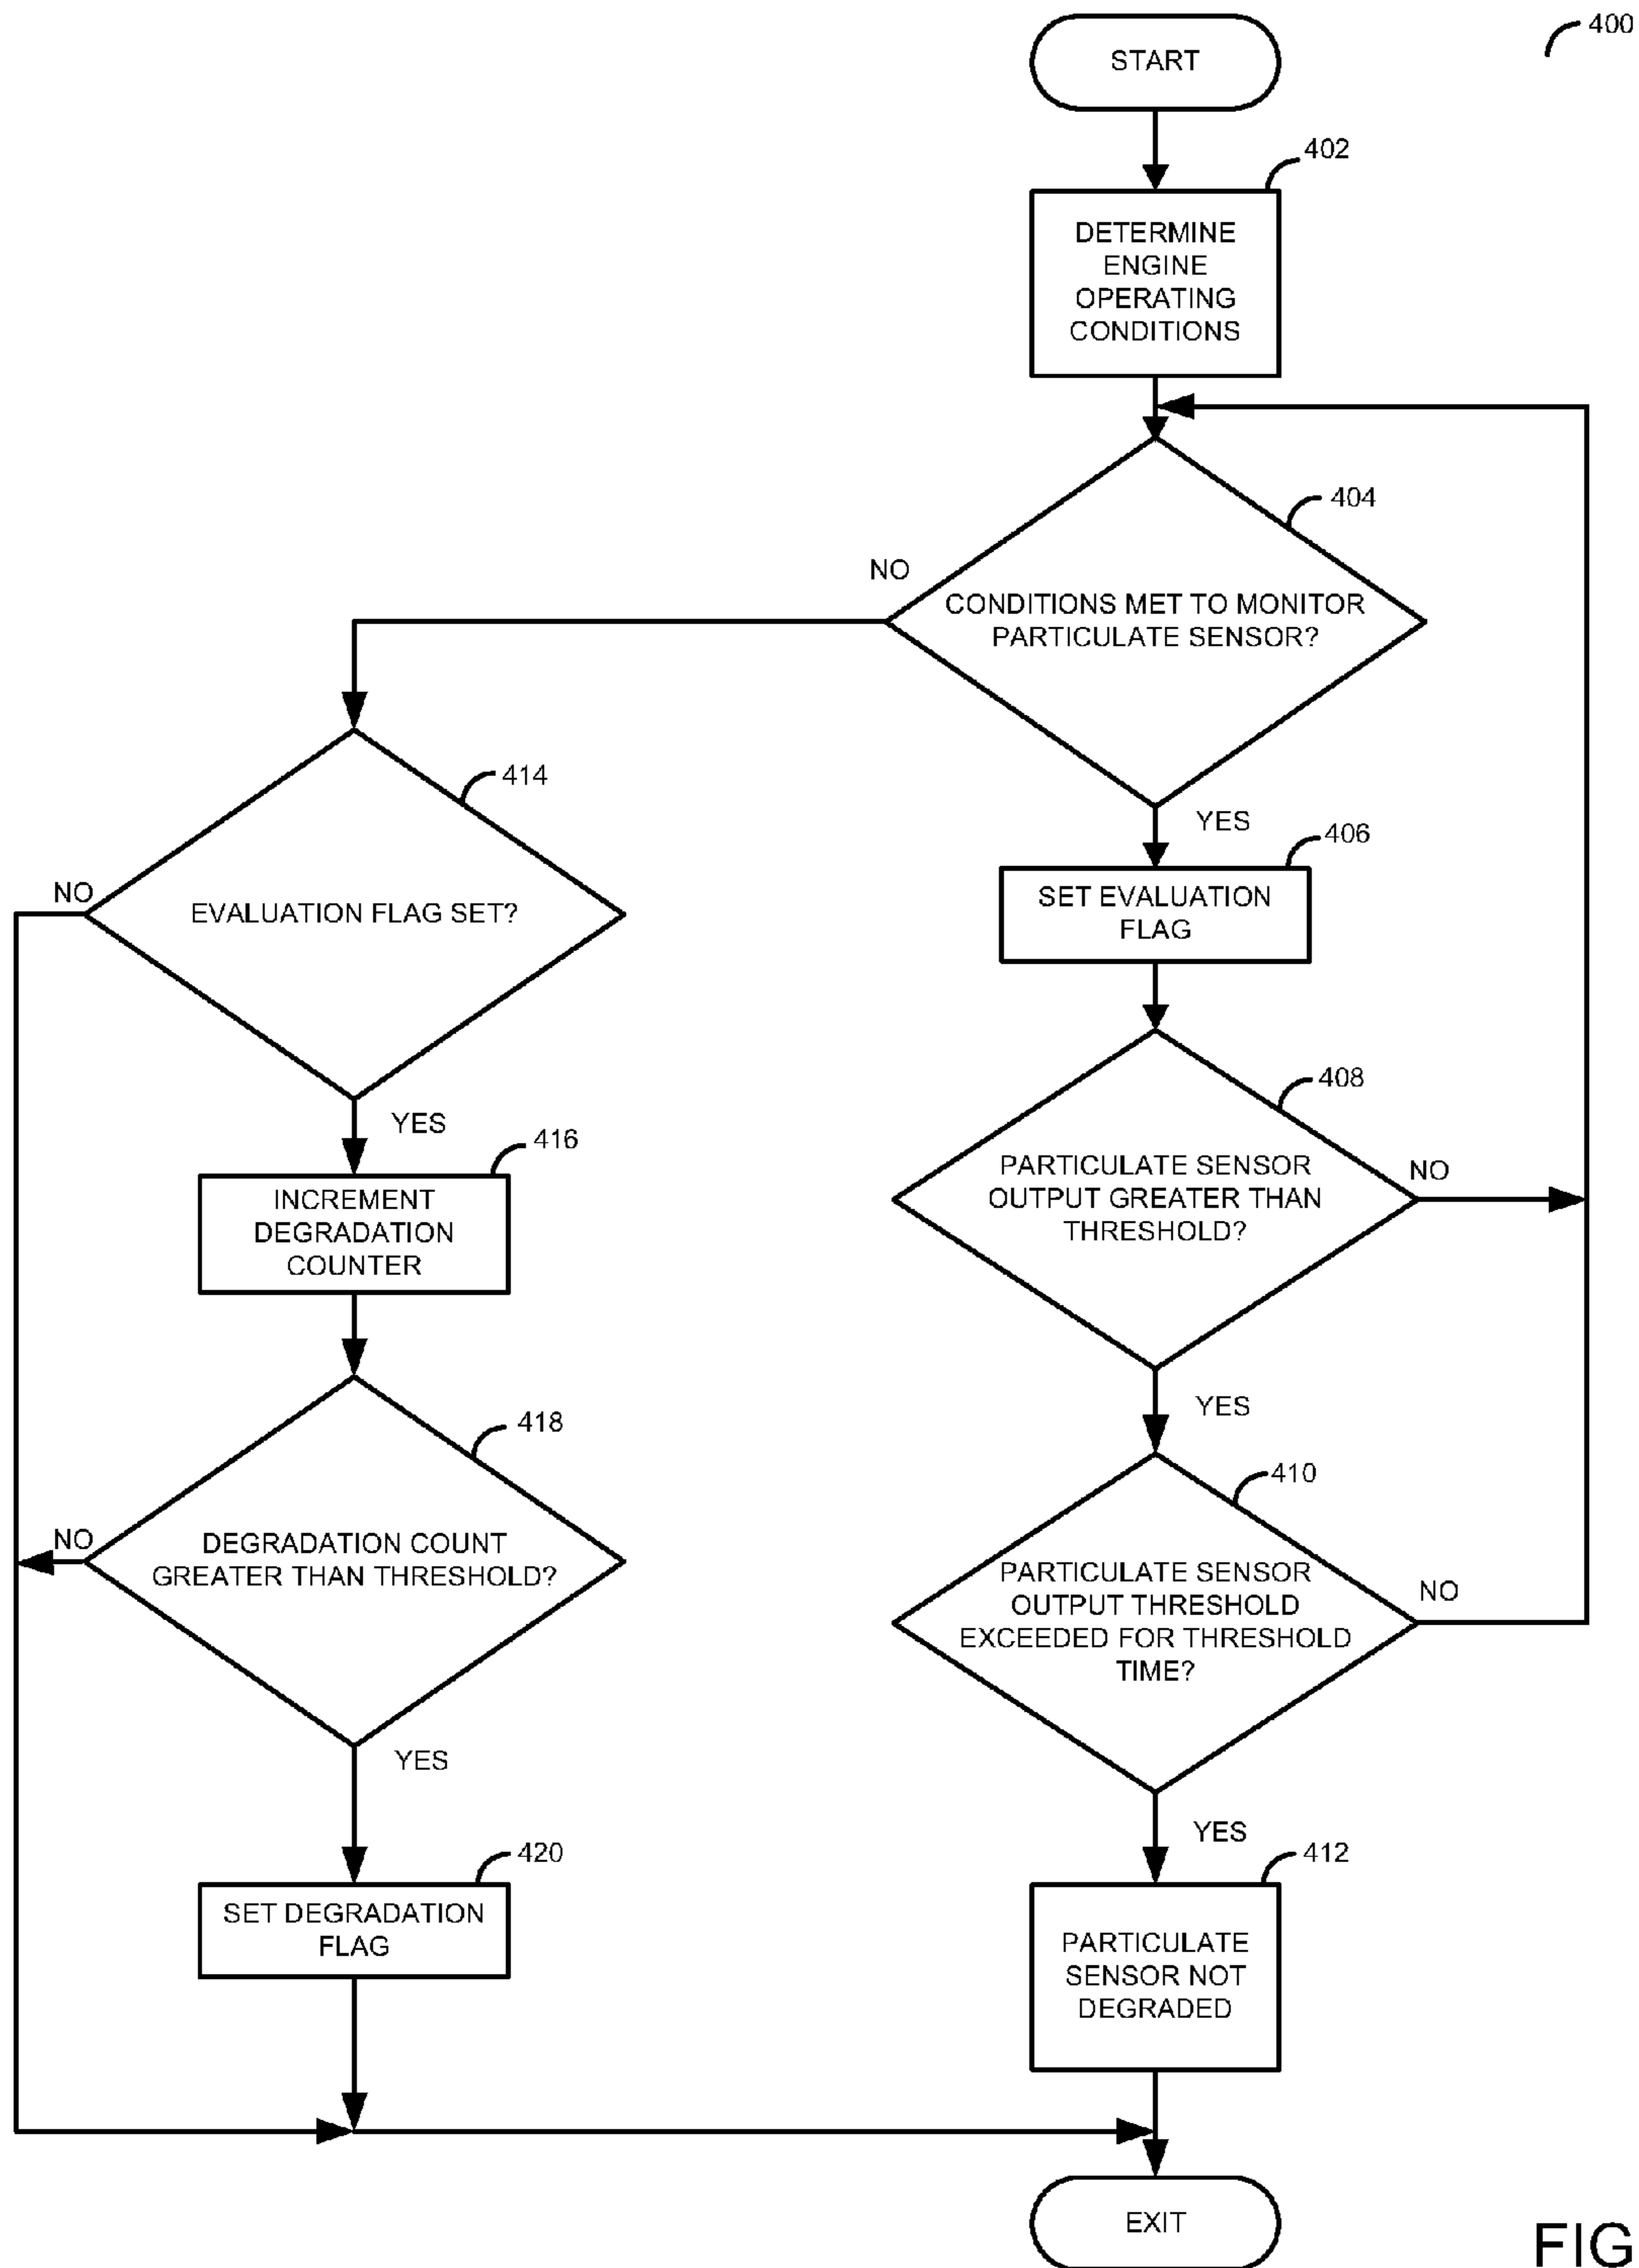 START
400
402
DETERMINE
ENGINE
OPERATING
CONDITIONS
404
NO
CONDITIONS MET TO MONITOR
PARTICULATE SENSOR?
YES
414
NO
EVALUATION FLAG SET?
YES
406
SET EVALUATION
FLAG
408
PARTICULATE SENSOR
OUTPUT GREATER THAN
THRESHOLD?
NO
YES
416
INCREMENT
DEGRADATION
COUNTER
418
NO
DEGRADATION COUNT
GREATER THAN THRESHOLD?
YES
410
PARTICULATE SENSOR
OUTPUT THRESHOLD
EXCEEDED FOR THRESHOLD
TIME?
NO
YES
420
SET DEGRADATION
FLAG
412
PARTICULATE
SENSOR NOT
DEGRADED
EXIT
FIG